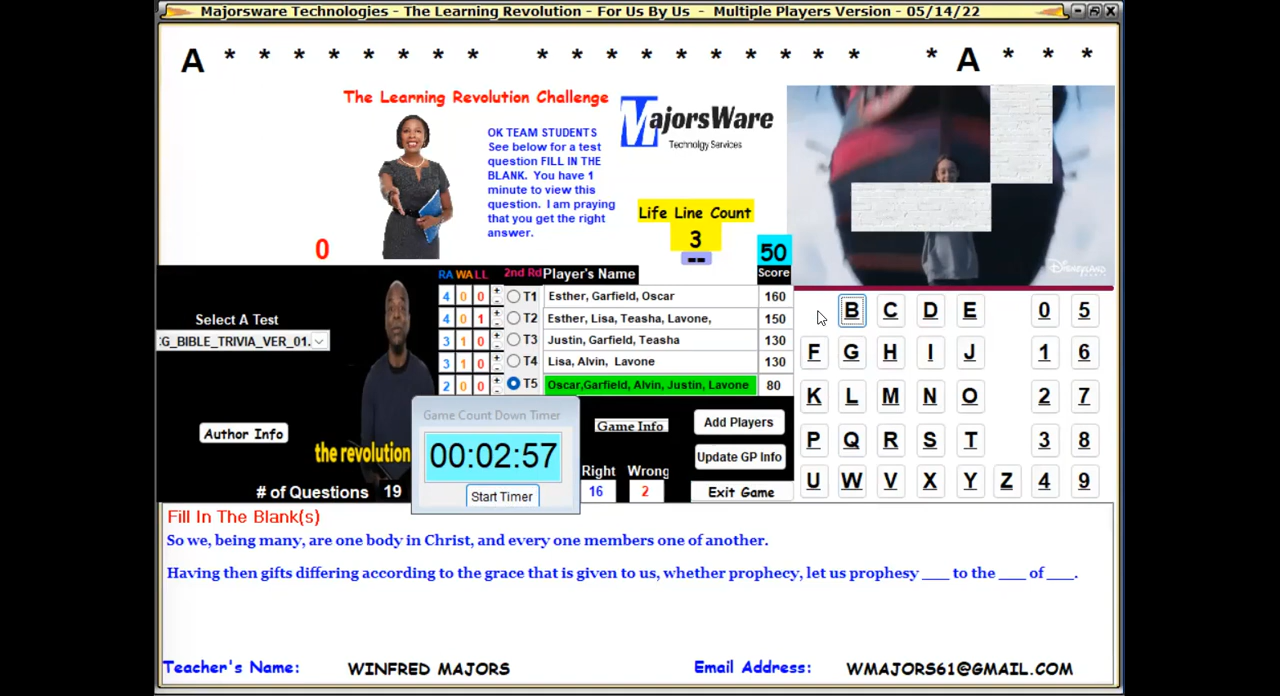 Majorsware Technologies - The Learning Revolution - For Us By Us - Multiple Players Version - 05/14/22
A * * * * * * * * * * * * * * * * * * * A * * *
The Learning Revolution Challenge
OK TEAM STUDENTS
See below for a test
question FILL IN THE
BLANK. You have 1
minute to view this
question. I am praying
that you get the right
answer.
MajorsWare
Technolgy Services
Life Line Count
3
--
0
50
Score
Disneyland
RA WA LL 2nd Rd Player's Name
4 0 0 + - T1 Esther, Garfield, Oscar 160
4 0 1 + - T2 Esther, Lisa, Teasha, Lavone, 150
3 1 0 + - T3 Justin, Garfield, Teasha 130
3 1 0 + - T4 Lisa, Alvin, Lavone 130
2 0 0 + - T5 Oscar,Garfield, Alvin, Justin, Lavone 80
Select A Test
:G_BIBLE_TRIVIA_VER_01.
Author Info
the revolution
# of Questions 19
Game Count Down Timer
00:02:57
Start Timer
Game Info
Right Wrong
16 2
Add Players
Update GP Info
Exit Game
B C D E 0 5
F G H I J 1 6
K L M N O 2 7
P Q R S T 3 8
U W V X Y Z 4 9
Fill In The Blank(s)
So we, being many, are one body in Christ, and every one members one of another.
Having then gifts differing according to the grace that is given to us, whether prophecy, let us prophesy ___ to the ___ of ___.
Teacher's Name: WINFRED MAJORS Email Address: WMAJORS61@GMAIL.COM